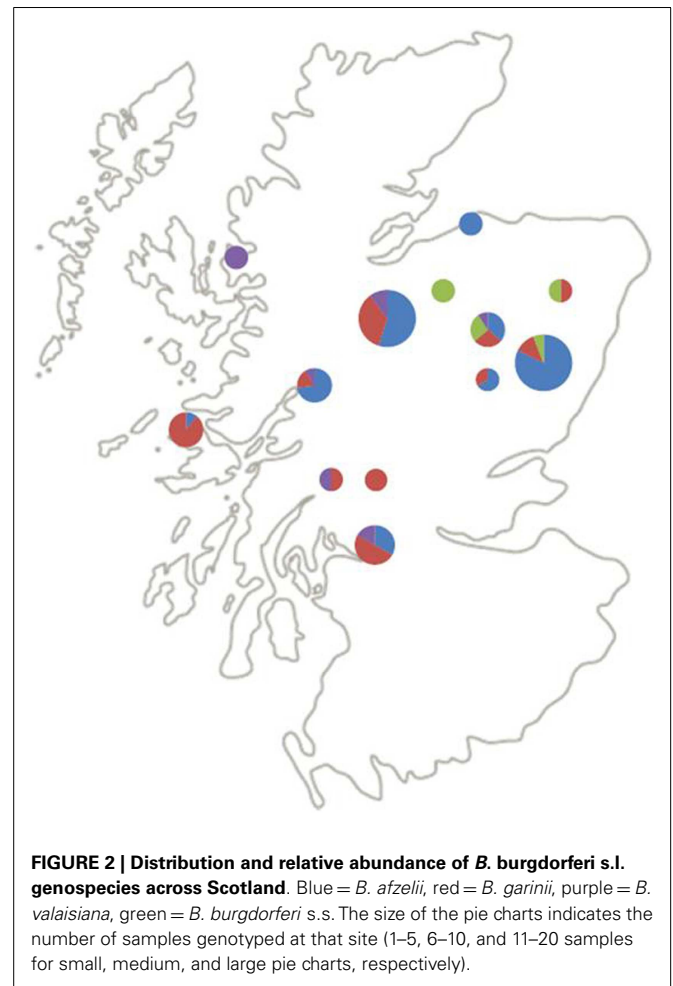 FIGURE 2 | Distribution and relative abundance of B. burgdorferi s.l.
genospecies across Scotland. Blue = B. afzelii, red = B. garinii, purple = B.
valaisiana, green = B. burgdorferi s.s. The size of the pie charts indicates the
number of samples genotyped at that site (1–5, 6–10, and 11–20 samples
for small, medium, and large pie charts, respectively).